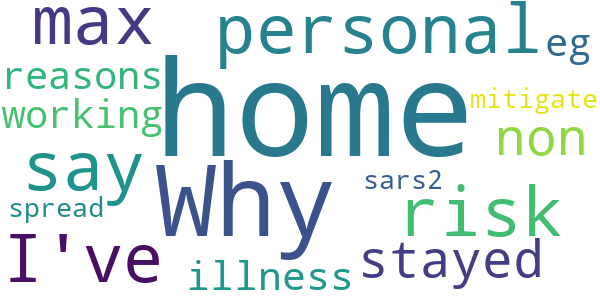 max personal eg
reasons home mitigate
working non
say Why sars2
spread risk
I've illness stayed